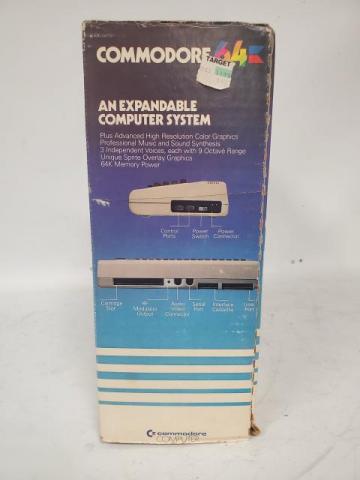 COMMODORE 64
TARGET
AN EXPANDABLE
COMPUTER SYSTEM
Plus Advanced High Resolution Color Graphics
Professional Music and Sound Synthesis
3 Independent Voices, each with 9 Octave Range
Unique Sprite Overlay Graphics
64K Memory Power
Control Ports
Power Switch
Power Connector
Cartridge Slot
RF Modulator Output
Audio Video Connector
Serial Port
Interface Cassette
User Port
commodore
COMPUTER